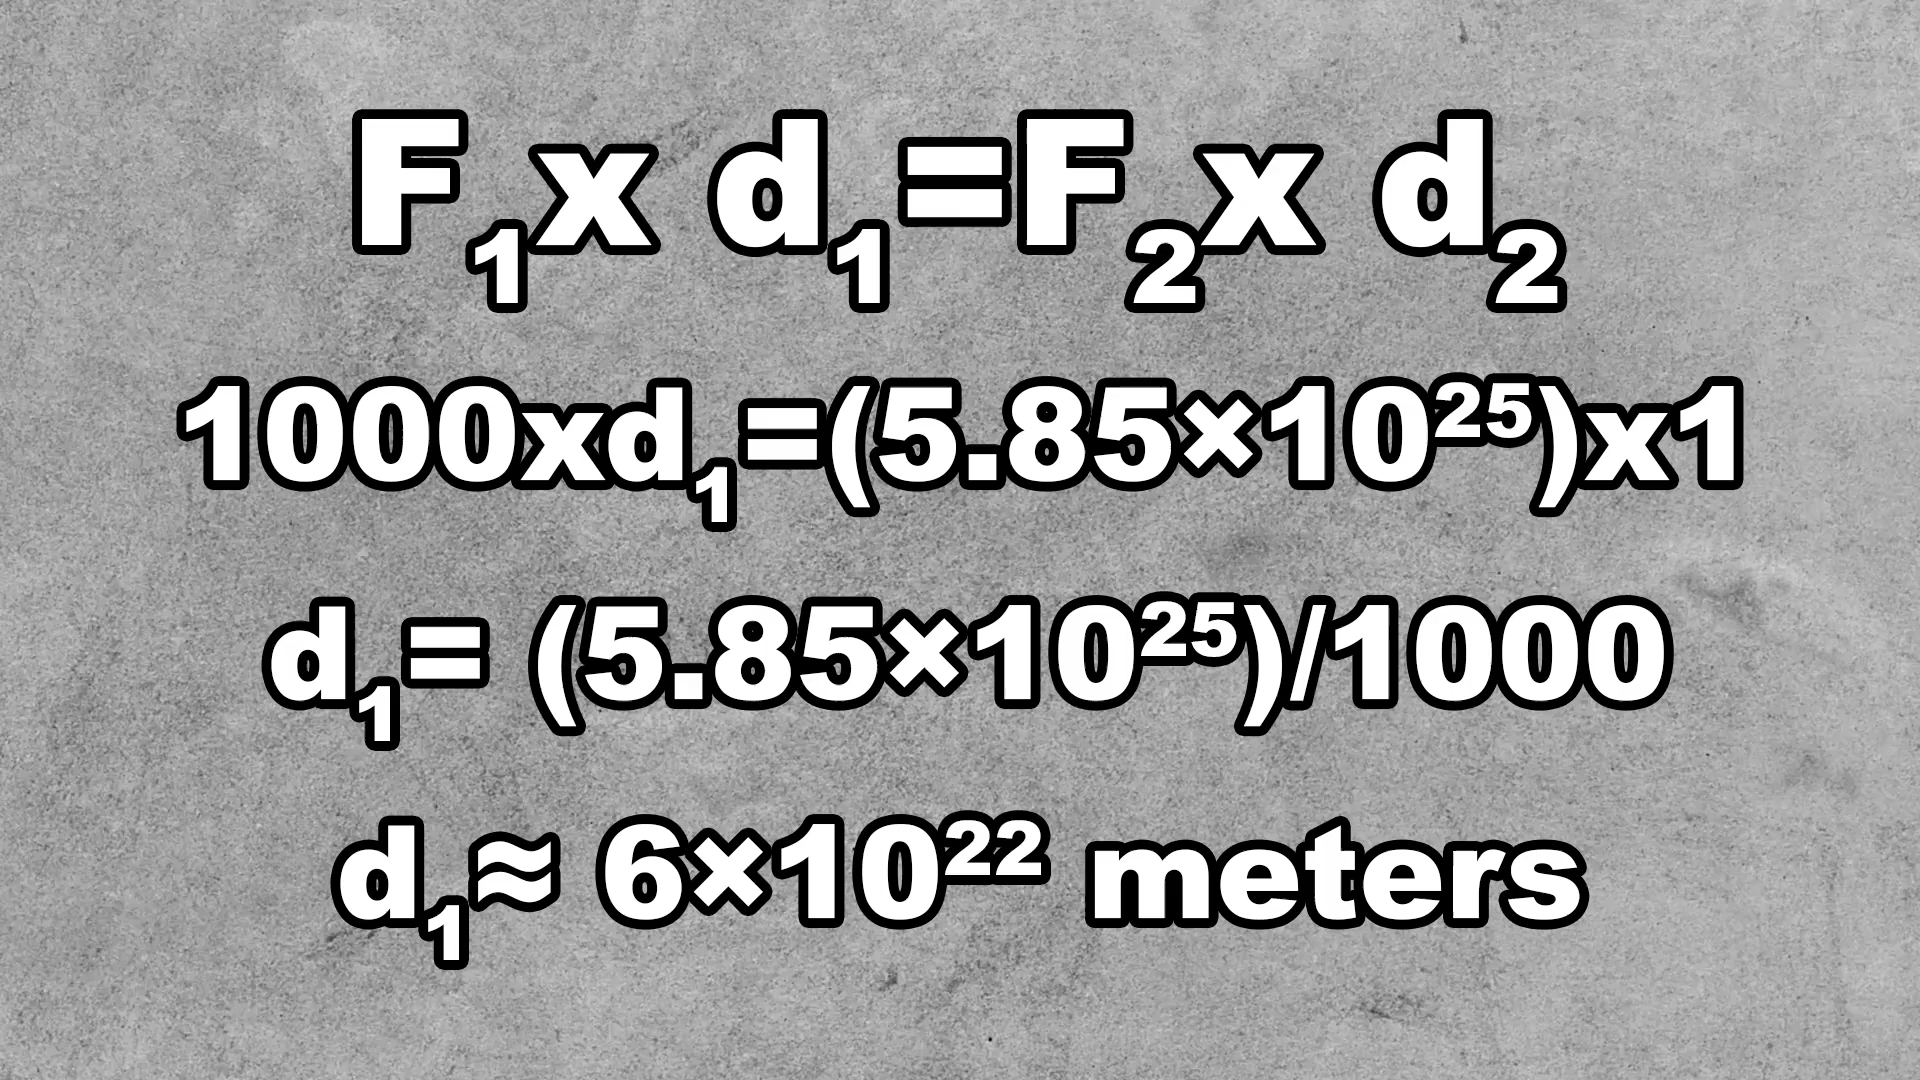 F₁x d₁=F₂x d₂
1000xd₁=(5.85×10²⁵)x1
d₁= (5.85×10²⁵)/1000
d₁≈ 6×10²² meters